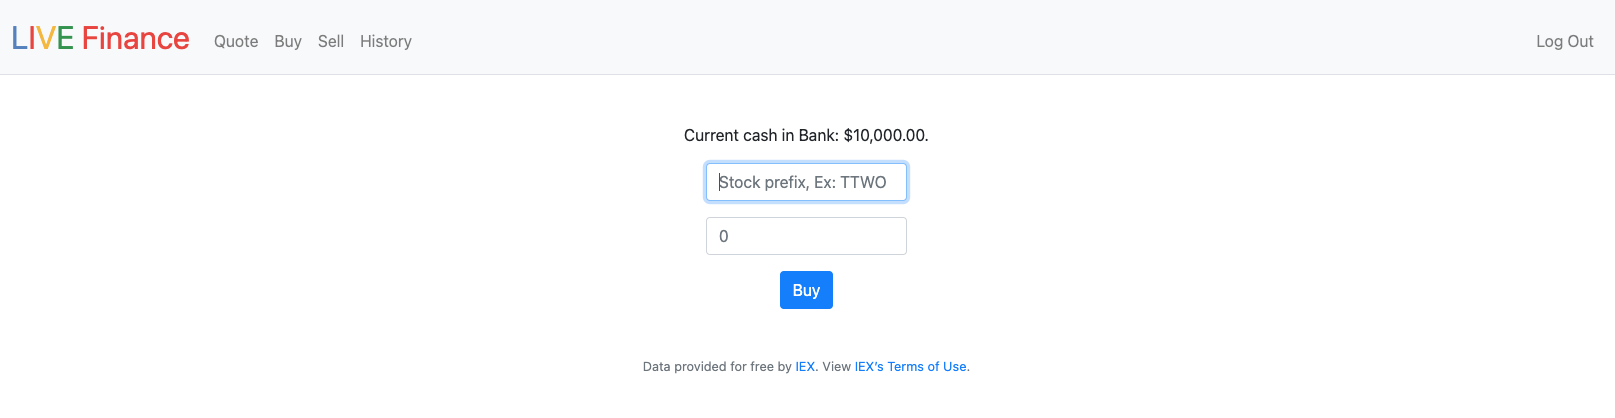 LIVE Finance Quote Buy Sell History Log Out
Current cash in Bank: $10,000.00.
Stock prefix, Ex: TTWO
0
Buy
Data provided for free by IEX. View IEX's Terms of Use.